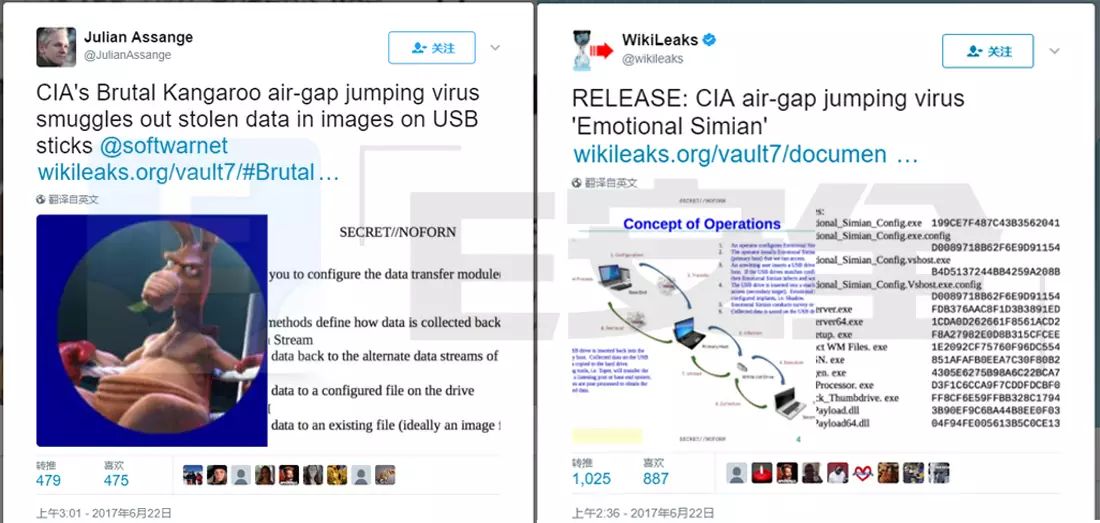 Julian Assange
@JulianAssange
关注
CIA's Brutal Kangaroo air-gap jumping virus
smuggles out stolen data in images on USB
sticks @softwarnet
wikileaks.org/vault7/#Brutal…
翻译自英文
SECRET//NOFORN
you to configure the data transfer module
methods define how data is collected back
Stream
data back to the alternate data streams of
data to a configured file on the drive
data to an existing file (ideally an image f
转推 喜欢
479 475
上午3:01 - 2017年6月22日
WikiLeaks
@wikileaks
关注
RELEASE: CIA air-gap jumping virus
'Emotional Simian'
wikileaks.org/vault7/documen …
翻译自英文
SECRET//NOFORN
Concept of Operations
SECRET//NOFORN
4
tional_Simian_Config.exe 199CE7F487C43B3562041
tional_Simian_Config.exe.config
D0089718B62F6E9D91154
tional_Simian_Config.vshost.exe
B4D5137244BB4259A208B
tional_Simian_Config.Vshost.exe.config
D0089718B62F6E9D91154
erver.exe FDB376AAC8F1D3B3891ED
erver64.exe 1CDA0D262661F8561ACD2
etup. exe F8A27982E0D8B315CFCEE
ct WM Files. exe 1E2092CF75760F96DC554
N. exe 851AFAFB0EEA7C30F80B2
en. exe 4305E6275B98A6C22BCA7
Processor. exe D3F1C6CCA9F7CDDFDCBF0
ck_Thumbdrive. exe FF8CF6E59FFBB328C1794
Payload.dll 3B90EF9C6BA44B8EE0F03
Payload64.dll 04F94FE005613B5C0CE13
转推 喜欢
1,025 887
上午2:36 - 2017年6月22日